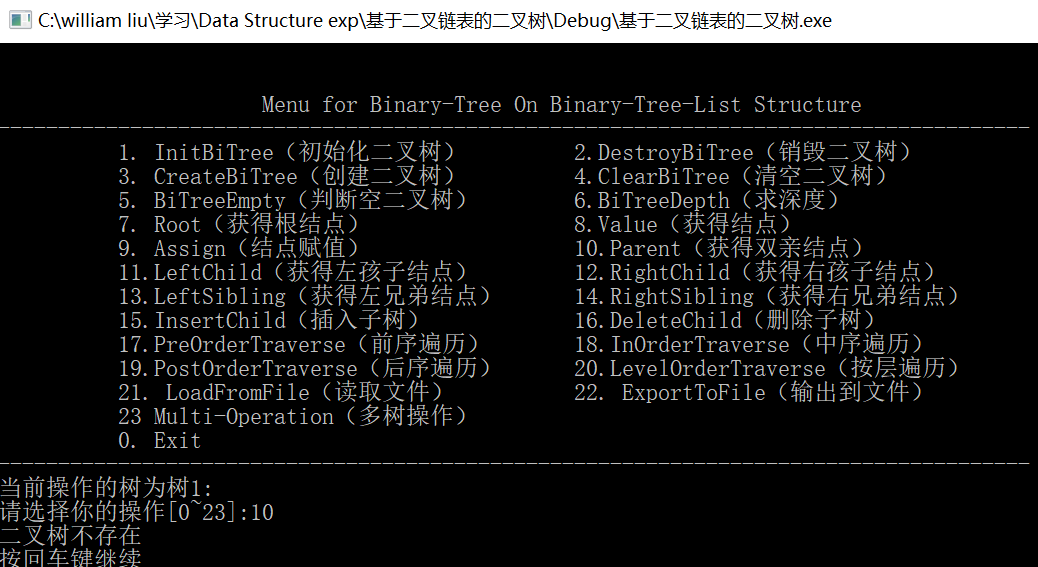 C:\william liu\学习\Data Structure exp\基于二叉链表的二叉树\Debug\基于二叉链表的二叉树.exe
Menu for Binary-Tree On Binary-Tree-List Structure
1. InitBiTree（初始化二叉树） 2.DestroyBiTree（销毁二叉树）
3. CreateBiTree（创建二叉树） 4.ClearBiTree（清空二叉树）
5. BiTreeEmpty（判断空二叉树） 6.BiTreeDepth（求深度）
7. Root（获得根结点） 8.Value（获得结点）
9. Assign（结点赋值） 10.Parent（获得双亲结点）
11.LeftChild（获得左孩子结点） 12.RightChild（获得右孩子结点）
13.LeftSibling（获得左兄弟结点） 14.RightSibling（获得右兄弟结点）
15.InsertChild（插入子树） 16.DeleteChild（删除子树）
17.PreOrderTraverse（前序遍历） 18.InOrderTraverse（中序遍历）
19.PostOrderTraverse（后序遍历） 20.LevelOrderTraverse（按层遍历）
21. LoadFromFile（读取文件） 22. ExportToFile（输出到文件）
23 Multi-Operation（多树操作）
0. Exit
当前操作的树为树1:
请选择你的操作[0~23]:10
二叉树不存在
按回车键继续